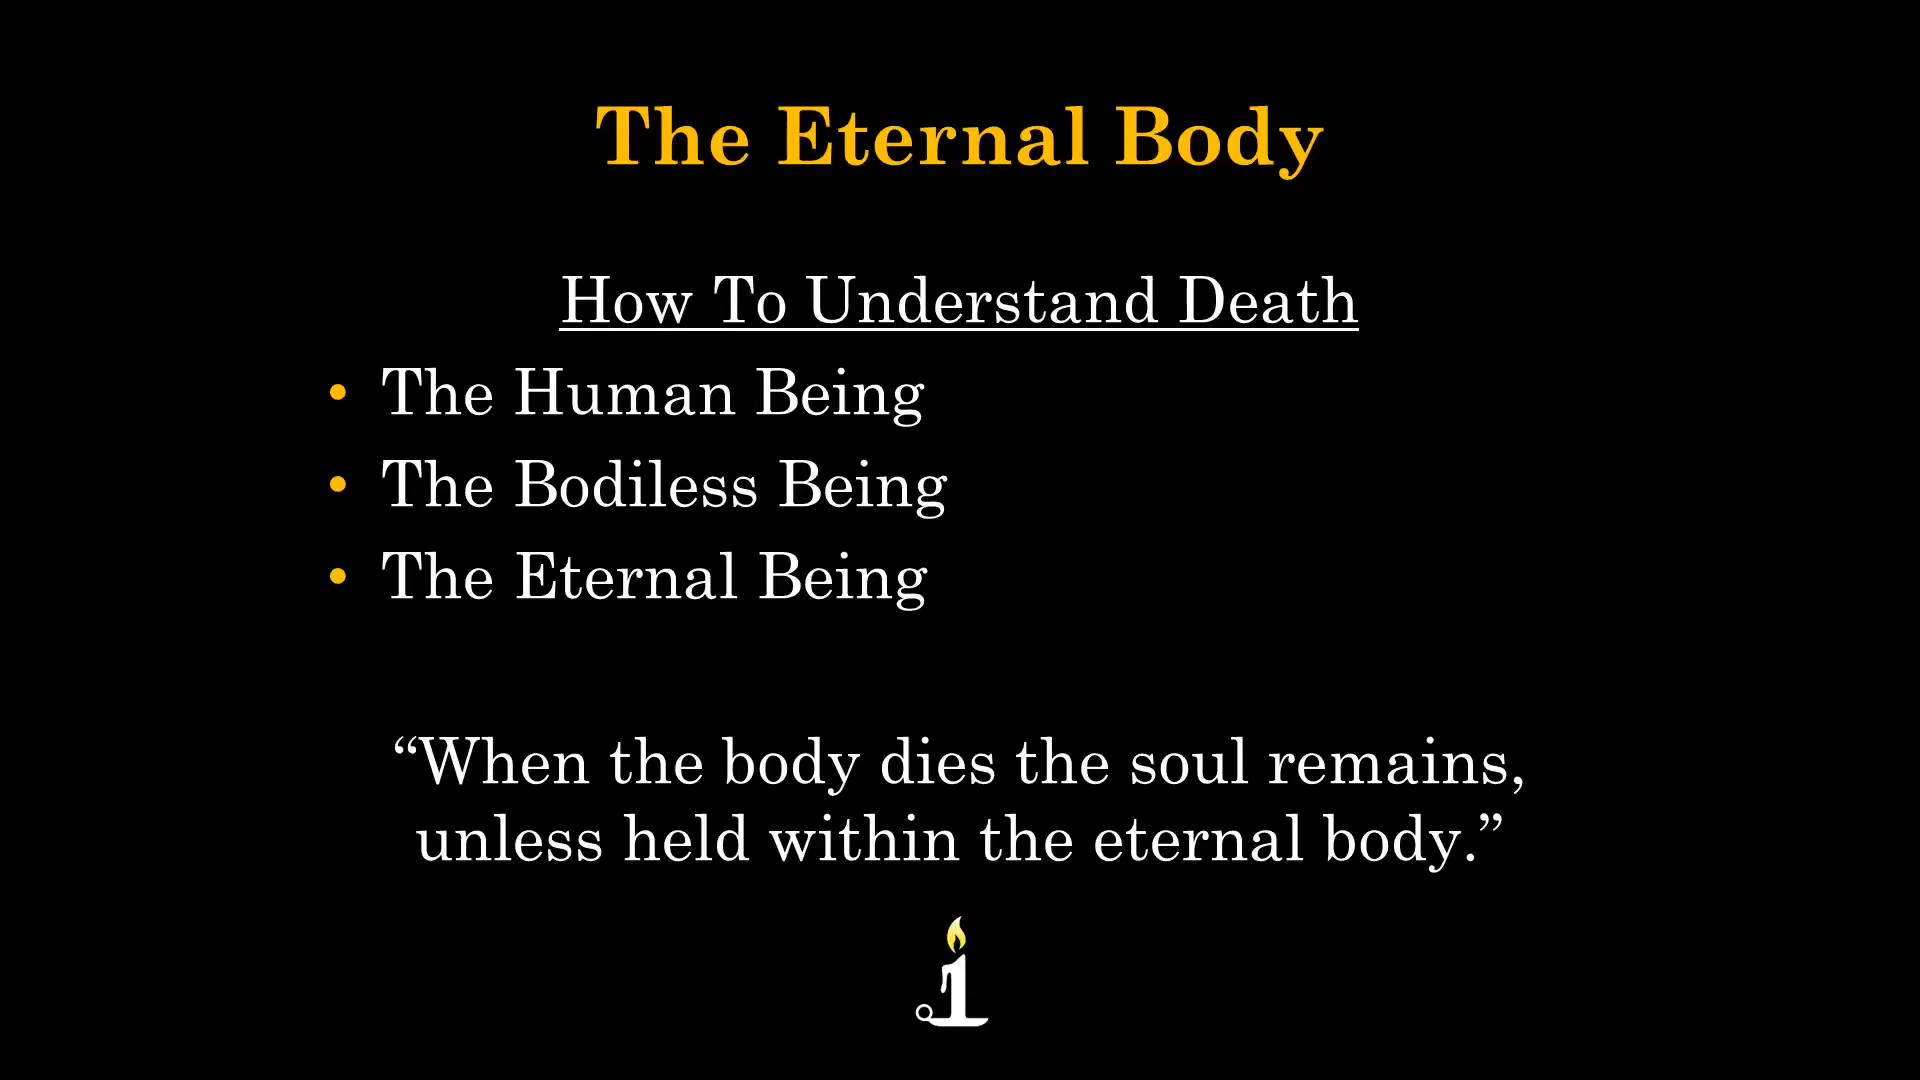 The Eternal Body
How To Understand Death
• The Human Being
• The Bodiless Being
• The Eternal Being
“When the body dies the soul remains,
unless held within the eternal body.”